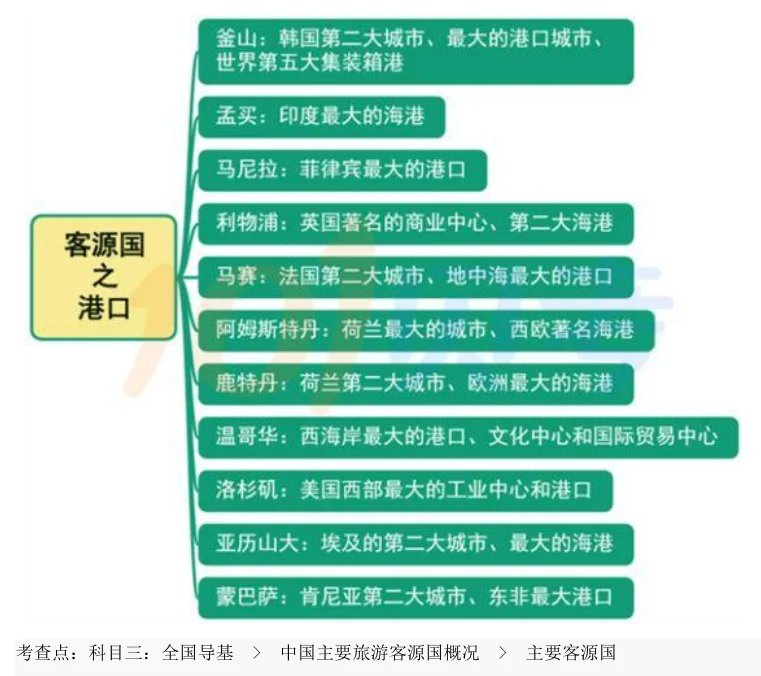 釜山：韩国第二大城市、最大的港口城市、
世界第五大集装箱港
孟买：印度最大的海港
马尼拉：菲律宾最大的港口
利物浦：英国著名的商业中心、第二大海港
客源国
之
港口
马赛：法国第二大城市、地中海最大的港口
阿姆斯特丹：荷兰最大的城市、西欧著名海港
鹿特丹：荷兰第二大城市、欧洲最大的海港
温哥华：西海岸最大的港口、文化中心和国际贸易中心
洛杉矶：美国西部最大的工业中心和港口
亚历山大：埃及的第二大城市、最大的海港
蒙巴萨：肯尼亚第二大城市、东非最大港口
考查点：科目三：全国导基 > 中国主要旅游客源国概况 > 主要客源国